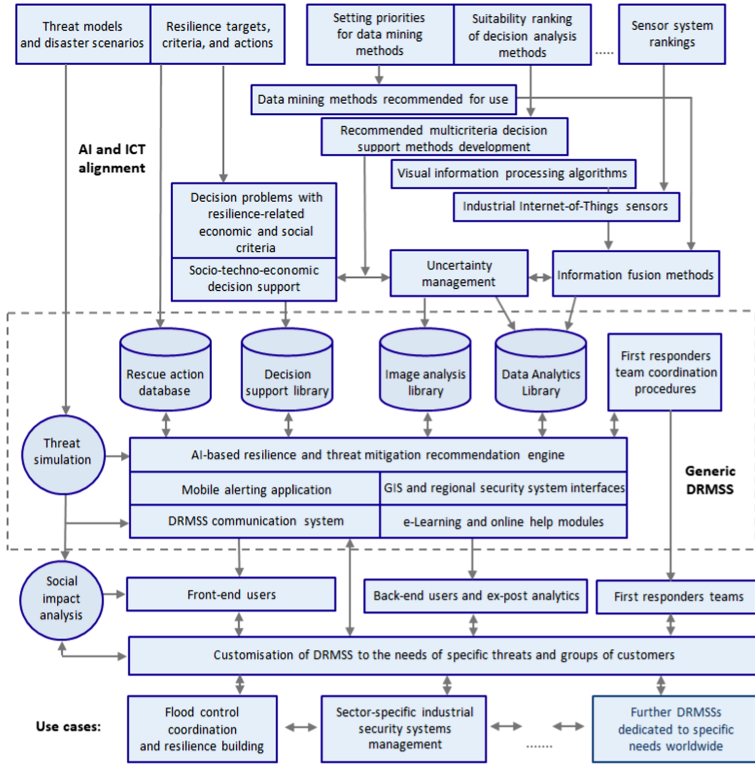 Threat models
and disaster scenarios
Resilience targets,
criteria, and actions
Setting priorities
for data mining
methods
Suitability ranking
of decision analysis
methods
.....
Sensor system
rankings
Data mining methods recommended for use
Recommended multicriteria decision
support methods development
AI and ICT
alignment
Visual information processing algorithms
Decision problems with
resilience-related
economic and social
criteria
Industrial Internet-of-Things sensors
Socio-techno-economic
decision support
Uncertainty
management
Information fusion methods
Rescue action
database
Decision
support library
Image analysis
library
Data Analytics
Library
First responders
team coordination
procedures
Threat
simulation
AI-based resilience and threat mitigation recommendation engine
Mobile alerting application
GIS and regional security system interfaces
Generic
DRMSS
DRMSS communication system
e-Learning and online help modules
Social
impact
analysis
Front-end users
Back-end users and ex-post analytics
First responders teams
Customisation of DRMSS to the needs of specific threats and groups of customers
Use cases:
Flood control
coordination
and resilience building
Sector-specific industrial
security systems
management
.......
Further DRMSSs
dedicated to specific
needs worldwide